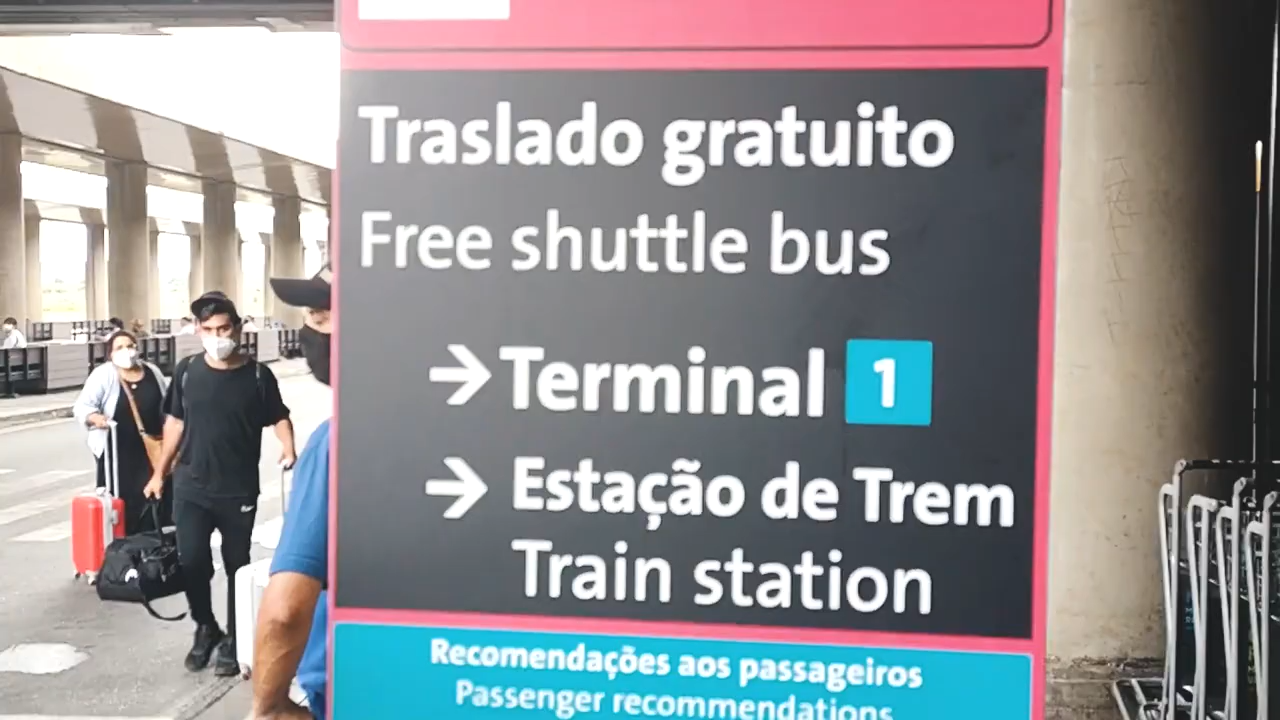 Traslado gratuito
Free shuttle bus
→ Terminal 1
→ Estação de Trem
Train station
Recomendações aos passageiros
Passenger recommendations